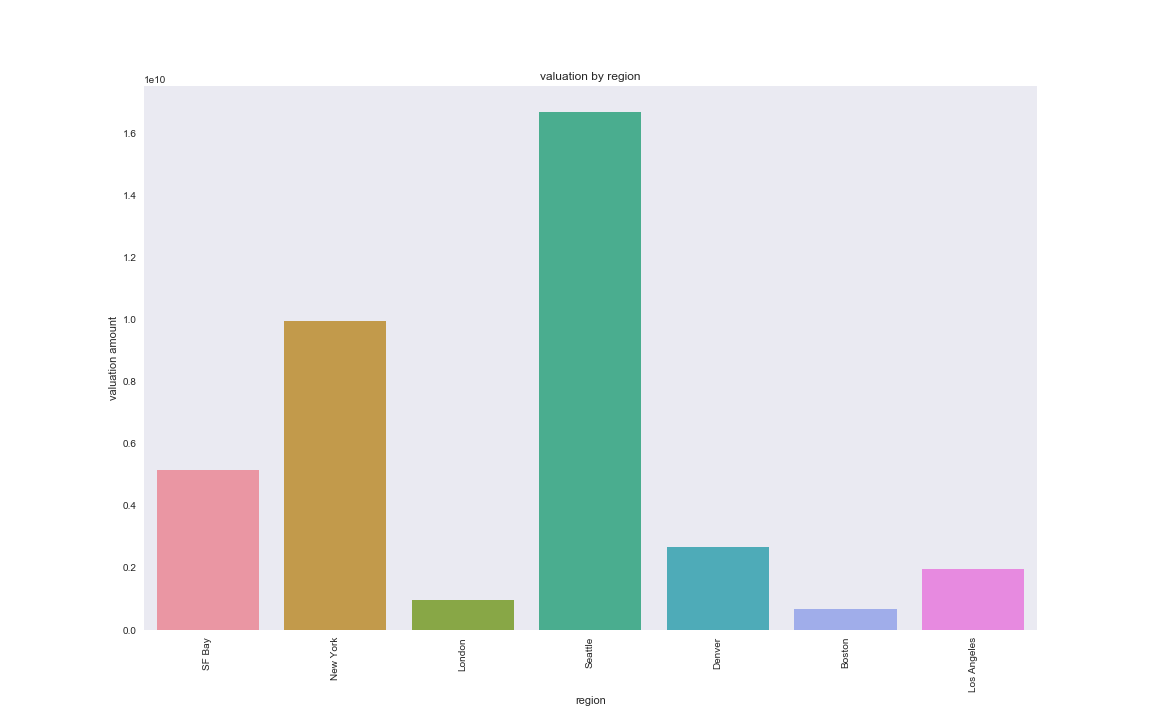 valuation by region
1e10
1.6
1.4
1.2
1.0
0.8
0.6
0.4
0.2
0.0
valuation amount
SF Bay
New York
London
Seattle
Denver
Boston
Los Angeles
region